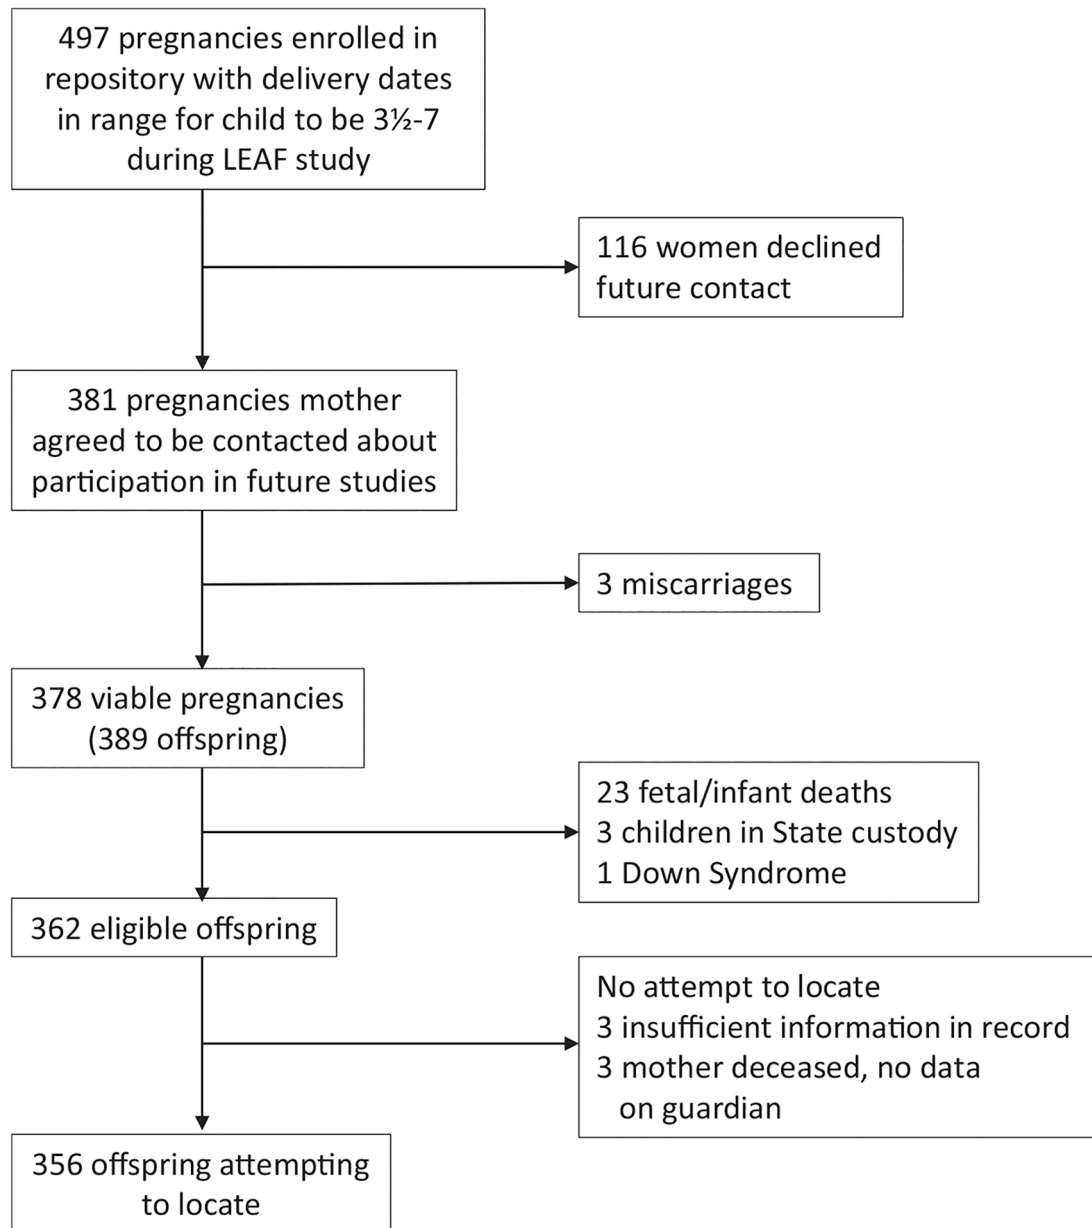 497 pregnancies enrolled in
repository with delivery dates
in range for child to be 3½-7
during LEAF study
116 women declined
future contact
381 pregnancies mother
agreed to be contacted about
participation in future studies
3 miscarriages
378 viable pregnancies
(389 offspring)
23 fetal/infant deaths
3 children in State custody
1 Down Syndrome
362 eligible offspring
No attempt to locate
3 insufficient information in record
3 mother deceased, no data
on guardian
356 offspring attempting
to locate